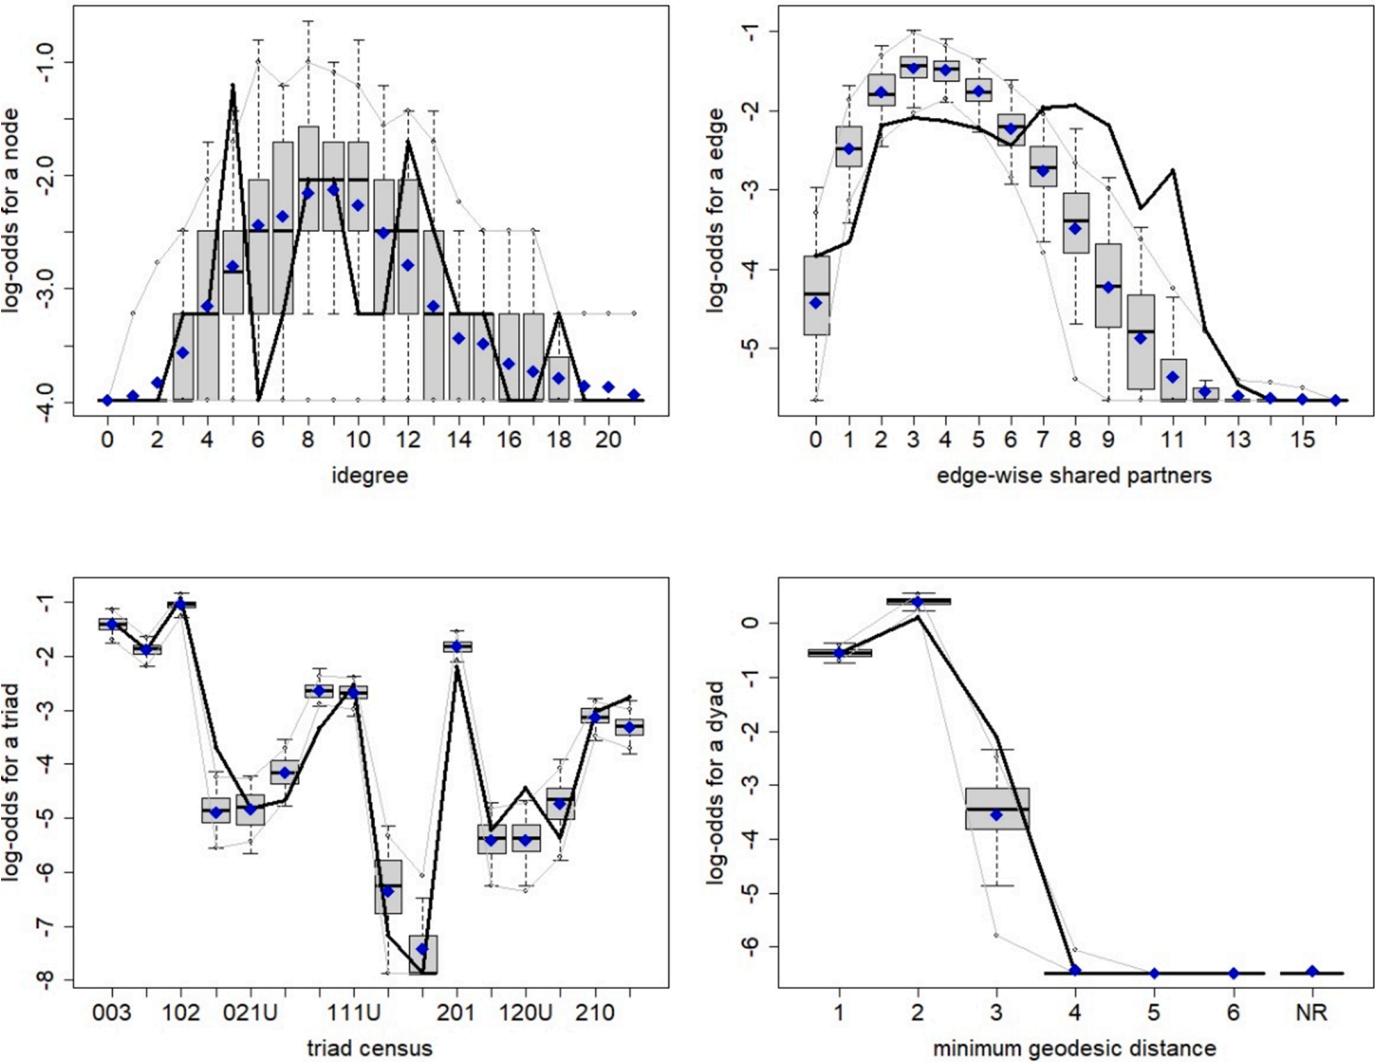 log-odds for a node
-1.0
-2.0
-3.0
-4.0
0 2 4 6 8 10 12 14 16 18 20
idegree
log-odds for a edge
-1
-2
-3
-4
-5
0 1 2 3 4 5 6 7 8 9 11 13 15
edge-wise shared partners
log-odds for a triad
-1
-2
-3
-4
-5
-6
-7
-8
003 102 021U 111U 201 120U 210
triad census
log-odds for a dyad
0
-1
-2
-3
-4
-5
-6
1 2 3 4 5 6 NR
minimum geodesic distance